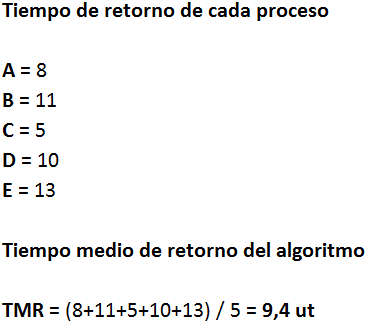 Tiempo de retorno de cada proceso
A = 8
B = 11
C = 5
D = 10
E = 13
Tiempo medio de retorno del algoritmo
TMR = (8+11+5+10+13) / 5 = 9,4 ut